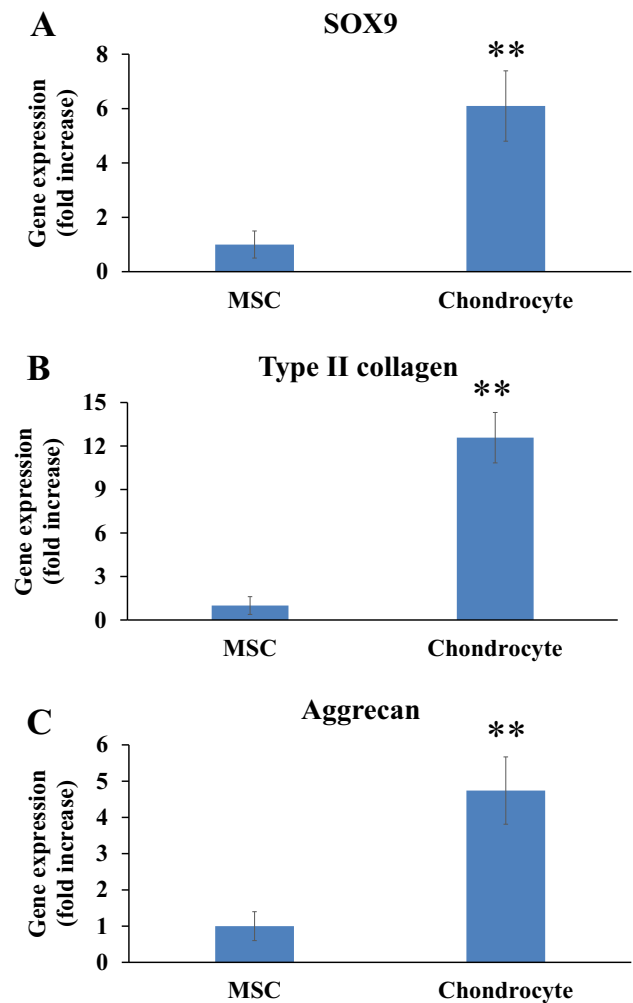 A
SOX9
**
Gene expression
(fold increase)
8
6
4
2
0
MSC
Chondrocyte
B
Type II collagen
**
Gene expression
(fold increase)
15
12
9
6
3
0
MSC
Chondrocyte
C
Aggrecan
**
Gene expression
(fold increase)
6
5
4
3
2
1
0
MSC
Chondrocyte